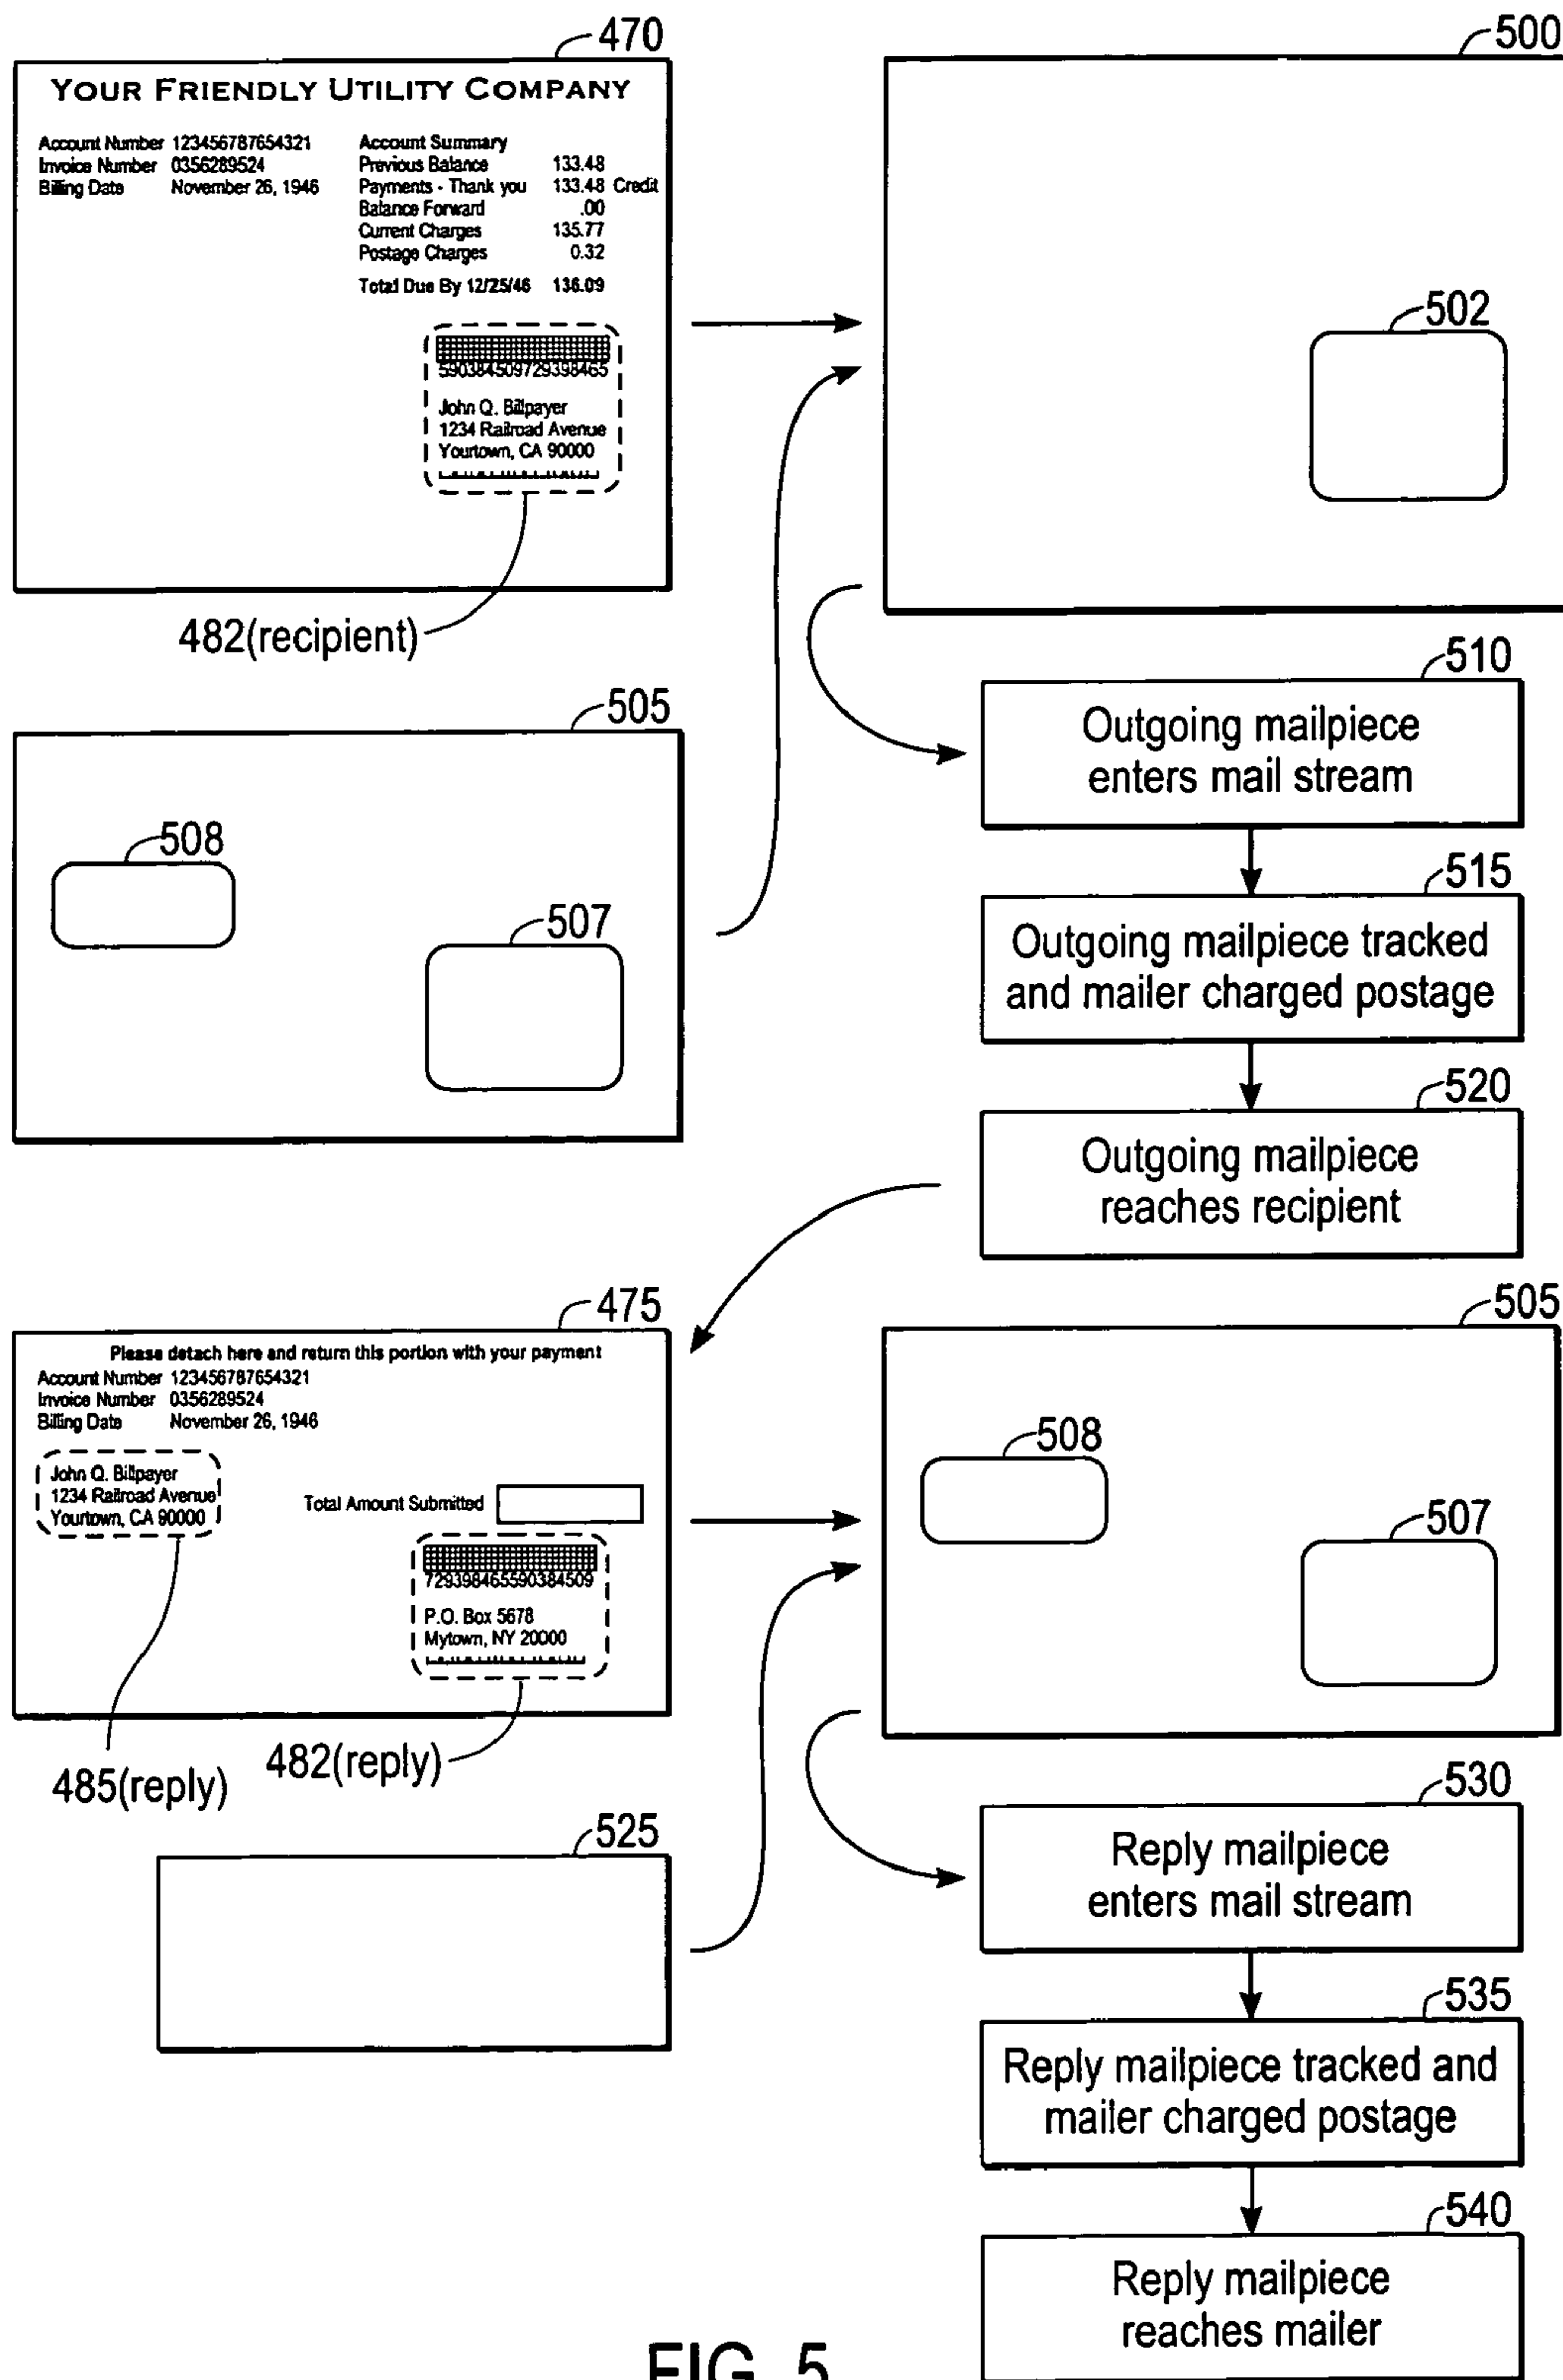 470
YOUR FRIENDLY UTILITY COMPANY
Account Number 123456787654321
Invoice Number 0356289524
Billing Date November 26, 1946
Account Summary
Previous Balance 133.48
Payments - Thank you 133.48 Credit
Balance Forward .00
Current Charges 135.77
Postage Charges 0.32
Total Due By 12/25/46 136.09
590384509729398465
John Q. Billpayer
1234 Railroad Avenue
Yourtown, CA 90000
482(recipient)
500
502
505
508
507
510
Outgoing mailpiece
enters mail stream
515
Outgoing mailpiece tracked
and mailer charged postage
520
Outgoing mailpiece
reaches recipient
475
Please detach here and return this portion with your payment
Account Number 123456787654321
Invoice Number 0356289524
Billing Date November 26, 1946
John Q. Billpayer
1234 Railroad Avenue
Yourtown, CA 90000
Total Amount Submitted
729398465590384509
P.O. Box 5678
Mytown, NY 20000
485(reply)
482(reply)
505
508
507
525
530
Reply mailpiece
enters mail stream
535
Reply mailpiece tracked and
mailer charged postage
540
Reply mailpiece
reaches mailer
FIG. 5